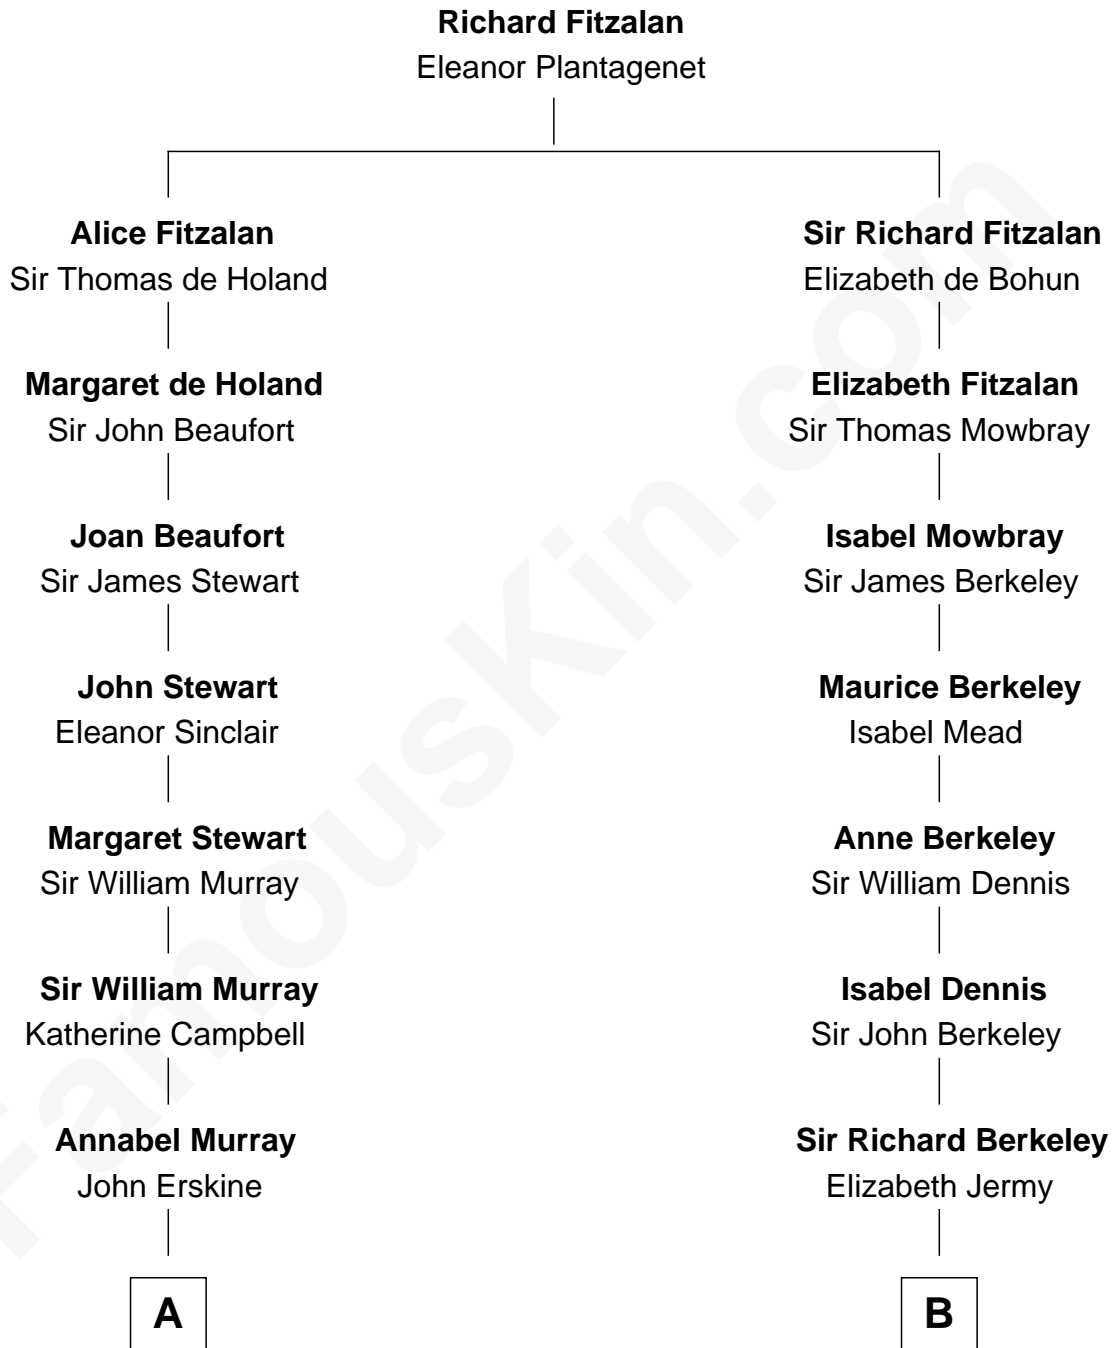 Richard Fitzalan
Eleanor Plantagenet
Alice Fitzalan
Sir Thomas de Holand
Sir Richard Fitzalan
Elizabeth de Bohun
Margaret de Holand
Sir John Beaufort
Elizabeth Fitzalan
Sir Thomas Mowbray
Joan Beaufort
Sir James Stewart
Isabel Mowbray
Sir James Berkeley
John Stewart
Eleanor Sinclair
Maurice Berkeley
Isabel Mead
Margaret Stewart
Sir William Murray
Anne Berkeley
Sir William Dennis
Sir William Murray
Katherine Campbell
Isabel Dennis
Sir John Berkeley
Annabel Murray
John Erskine
Sir Richard Berkeley
Elizabeth Jermy
A
B
FamousKin.com